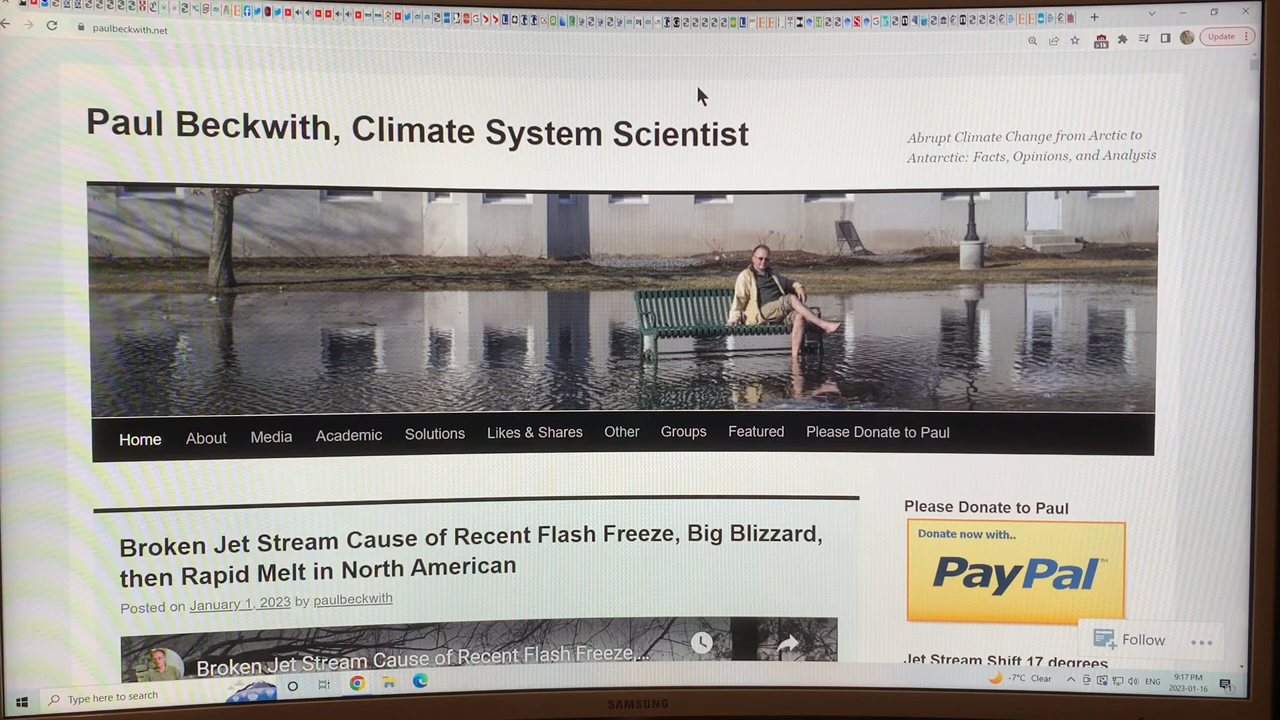 paulbeckwith.net
51k
Update
Paul Beckwith, Climate System Scientist
Abrupt Climate Change from Arctic to
Antarctic: Facts, Opinions, and Analysis
Home About Media Academic Solutions Likes & Shares Other Groups Featured Please Donate to Paul
Broken Jet Stream Cause of Recent Flash Freeze, Big Blizzard,
then Rapid Melt in North American
Posted on January 1, 2023 by paulbeckwith
Broken Jet Stream Cause of Recent Flash Freeze,...
Please Donate to Paul
Donate now with..
PayPal™
Follow
Jet Stream Shift 17 degrees
Type here to search
-7°C Clear
ENG
9:17 PM
2023-01-16
SAMSUNG